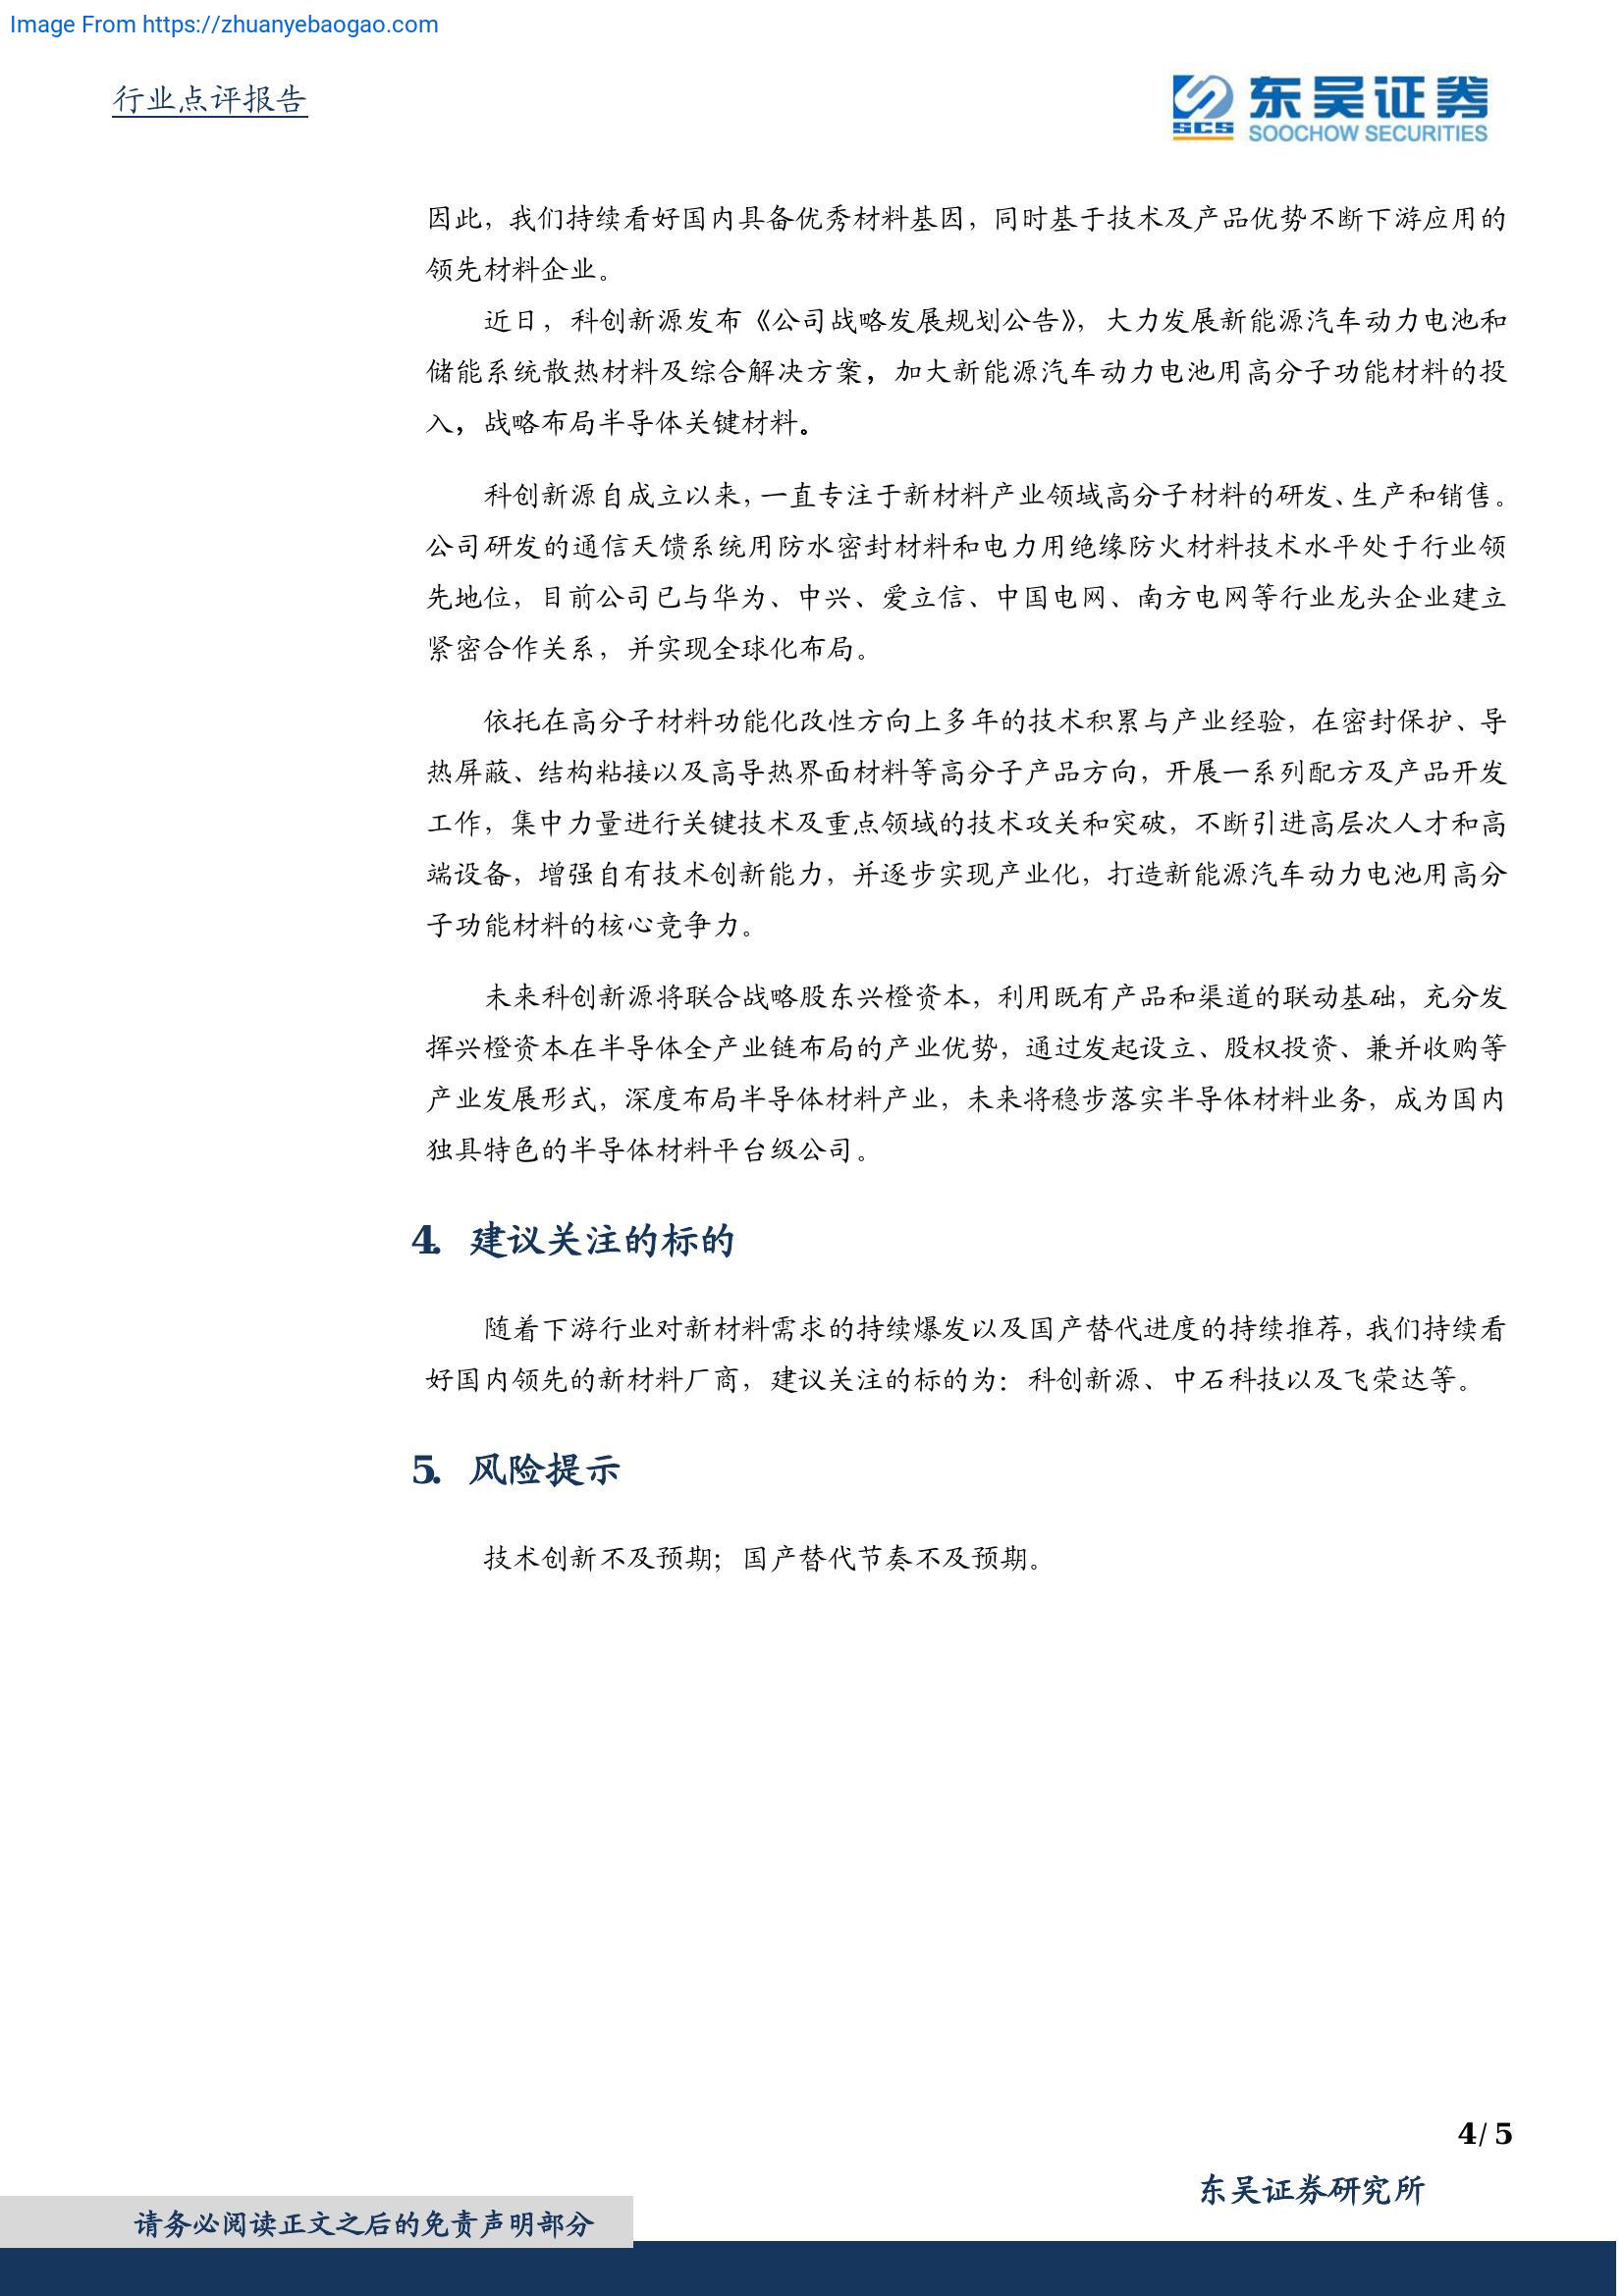 Image From https://zhuanyebaogao.com
行业点评报告
SCS
东吴证券
SOOCHOW SECURITIES
因此，我们持续看好国内具备优秀材料基因，同时基于技术及产品优势不断下游应用的
领先材料企业。
近日，科创新源发布《公司战略发展规划公告》，大力发展新能源汽车动力电池和
储能系统散热材料及综合解决方案，加大新能源汽车动力电池用高分子功能材料的投
入，战略布局半导体关键材料。
科创新源自成立以来，一直专注于新材料产业领域高分子材料的研发、生产和销售。
公司研发的通信天馈系统用防水密封材料和电力用绝缘防火材料技术水平处于行业领
先地位，目前公司已与华为、中兴、爱立信、中国电网、南方电网等行业龙头企业建立
紧密合作关系，并实现全球化布局。
依托在高分子材料功能化改性方向上多年的技术积累与产业经验，在密封保护、导
热屏蔽、结构粘接以及高导热界面材料等高分子产品方向，开展一系列配方及产品开发
工作，集中力量进行关键技术及重点领域的技术攻关和突破，不断引进高层次人才和高
端设备，增强自有技术创新能力，并逐步实现产业化，打造新能源汽车动力电池用高分
子功能材料的核心竞争力。
未来科创新源将联合战略股东兴橙资本，利用既有产品和渠道的联动基础，充分发
挥兴橙资本在半导体全产业链布局的产业优势，通过发起设立、股权投资、兼并收购等
产业发展形式，深度布局半导体材料产业，未来将稳步落实半导体材料业务，成为国内
独具特色的半导体材料平台级公司。
4. 建议关注的标的
随着下游行业对新材料需求的持续爆发以及国产替代进度的持续推荐，我们持续看
好国内领先的新材料厂商，建议关注的标的为：科创新源、中石科技以及飞荣达等。
5. 风险提示
技术创新不及预期；国产替代节奏不及预期。
4/ 5
东吴证券研究所
请务必阅读正文之后的免责声明部分